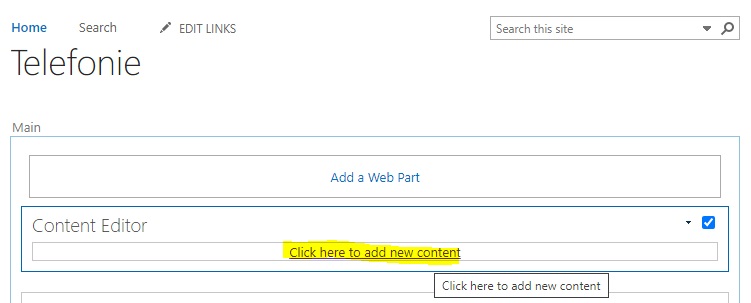 Home Search EDIT LINKS Search this site
Telefonie
Main
Add a Web Part
Content Editor
Click here to add new content
Click here to add new content